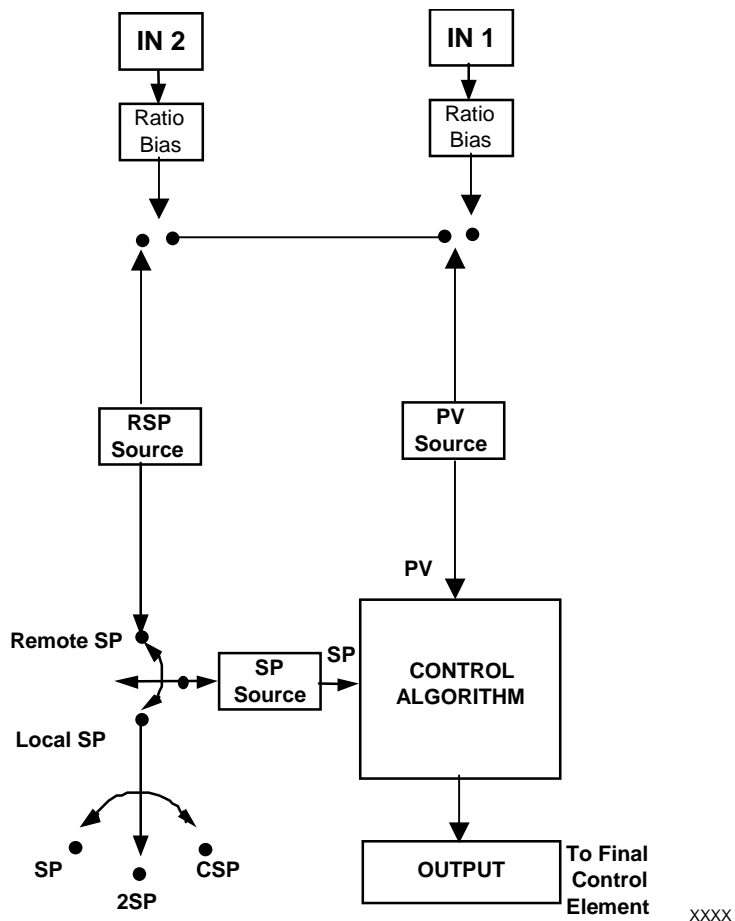 IN 2
IN 1
Ratio
Bias
Ratio
Bias
RSP
Source
PV
Source
PV
Remote SP
SP
Source
SP
CONTROL
ALGORITHM
Local SP
SP
2SP
CSP
OUTPUT
To Final
Control
Element
XXXX